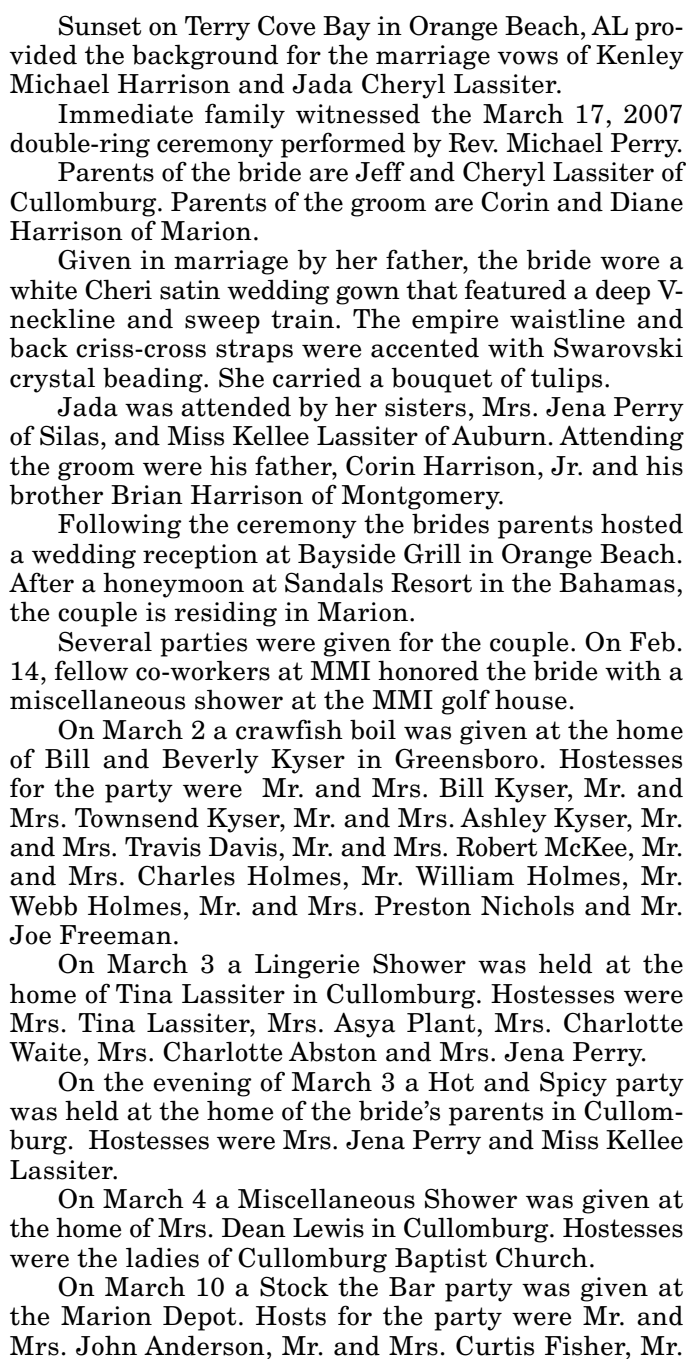 Sunset on Terry Cove Bay in Orange Beach, AL pro-
vided the background for the marriage vows of Kenley
Michael Harrison and Jada Cheryl Lassiter.
Immediate family witnessed the March 17, 2007
double-ring ceremony performed by Rev. Michael Perry.
Parents of the bride are Jeff and Cheryl Lassiter of
Cullomburg. Parents of the groom are Corin and Diane
Harrison of Marion.
Given in marriage by her father, the bride wore a
white Cheri satin wedding gown that featured a deep V-
neckline and sweep train. The empire waistline and
back criss-cross straps were accented with Swarovski
crystal beading. She carried a bouquet of tulips.
Jada was attended by her sisters, Mrs. Jena Perry
of Silas, and Miss Kellee Lassiter of Auburn. Attending
the groom were his father, Corin Harrison, Jr. and his
brother Brian Harrison of Montgomery.
Following the ceremony the brides parents hosted
a wedding reception at Bayside Grill in Orange Beach.
After a honeymoon at Sandals Resort in the Bahamas,
the couple is residing in Marion.
Several parties were given for the couple. On Feb.
14, fellow co-workers at MMI honored the bride with a
miscellaneous shower at the MMI golf house.
On March 2 a crawfish boil was given at the home
of Bill and Beverly Kyser in Greensboro. Hostesses
for the party were  Mr. and Mrs. Bill Kyser, Mr. and
Mrs. Townsend Kyser, Mr. and Mrs. Ashley Kyser, Mr.
and Mrs. Travis Davis, Mr. and Mrs. Robert McKee, Mr.
and Mrs. Charles Holmes, Mr. William Holmes, Mr.
Webb Holmes, Mr. and Mrs. Preston Nichols and Mr.
Joe Freeman.
On March 3 a Lingerie Shower was held at the
home of Tina Lassiter in Cullomburg. Hostesses were
Mrs. Tina Lassiter, Mrs. Asya Plant, Mrs. Charlotte
Waite, Mrs. Charlotte Abston and Mrs. Jena Perry.
On the evening of March 3 a Hot and Spicy party
was held at the home of the bride's parents in Cullom-
burg.  Hostesses were Mrs. Jena Perry and Miss Kellee
Lassiter.
On March 4 a Miscellaneous Shower was given at
the home of Mrs. Dean Lewis in Cullomburg. Hostesses
were the ladies of Cullomburg Baptist Church.
On March 10 a Stock the Bar party was given at
the Marion Depot. Hosts for the party were Mr. and
Mrs. John Anderson, Mr. and Mrs. Curtis Fisher, Mr.